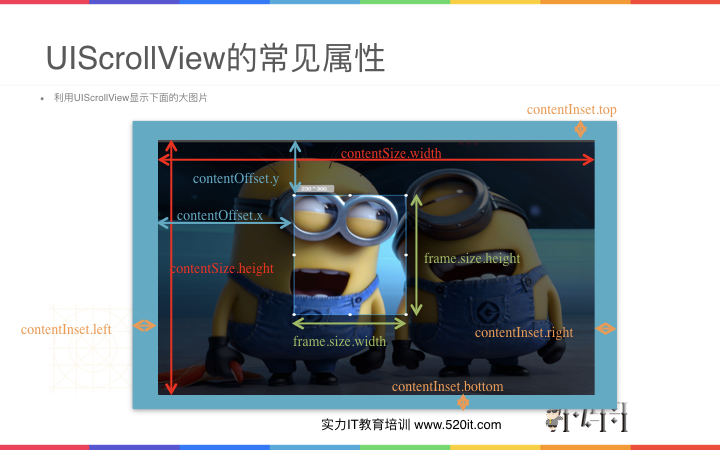 UIScrollView的常见属性
利用UIScrollView显示下面的大图片
contentInset.top
contentSize.width
contentOffset.y
contentOffset.x
frame.size.height
contentSize.height
contentInset.left
contentInset.right
frame.size.width
contentInset.bottom
实力IT教育培训 www.520it.com